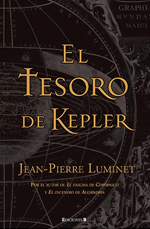 EL
TESORO
DE KEPLER
JEAN-PIERRE LUMINET
POR EL AUTOR DE EL ENIGMA DE COPÉRNICO
Y EL INCENDIO DE ALEJANDRÍA
EDICIONES B